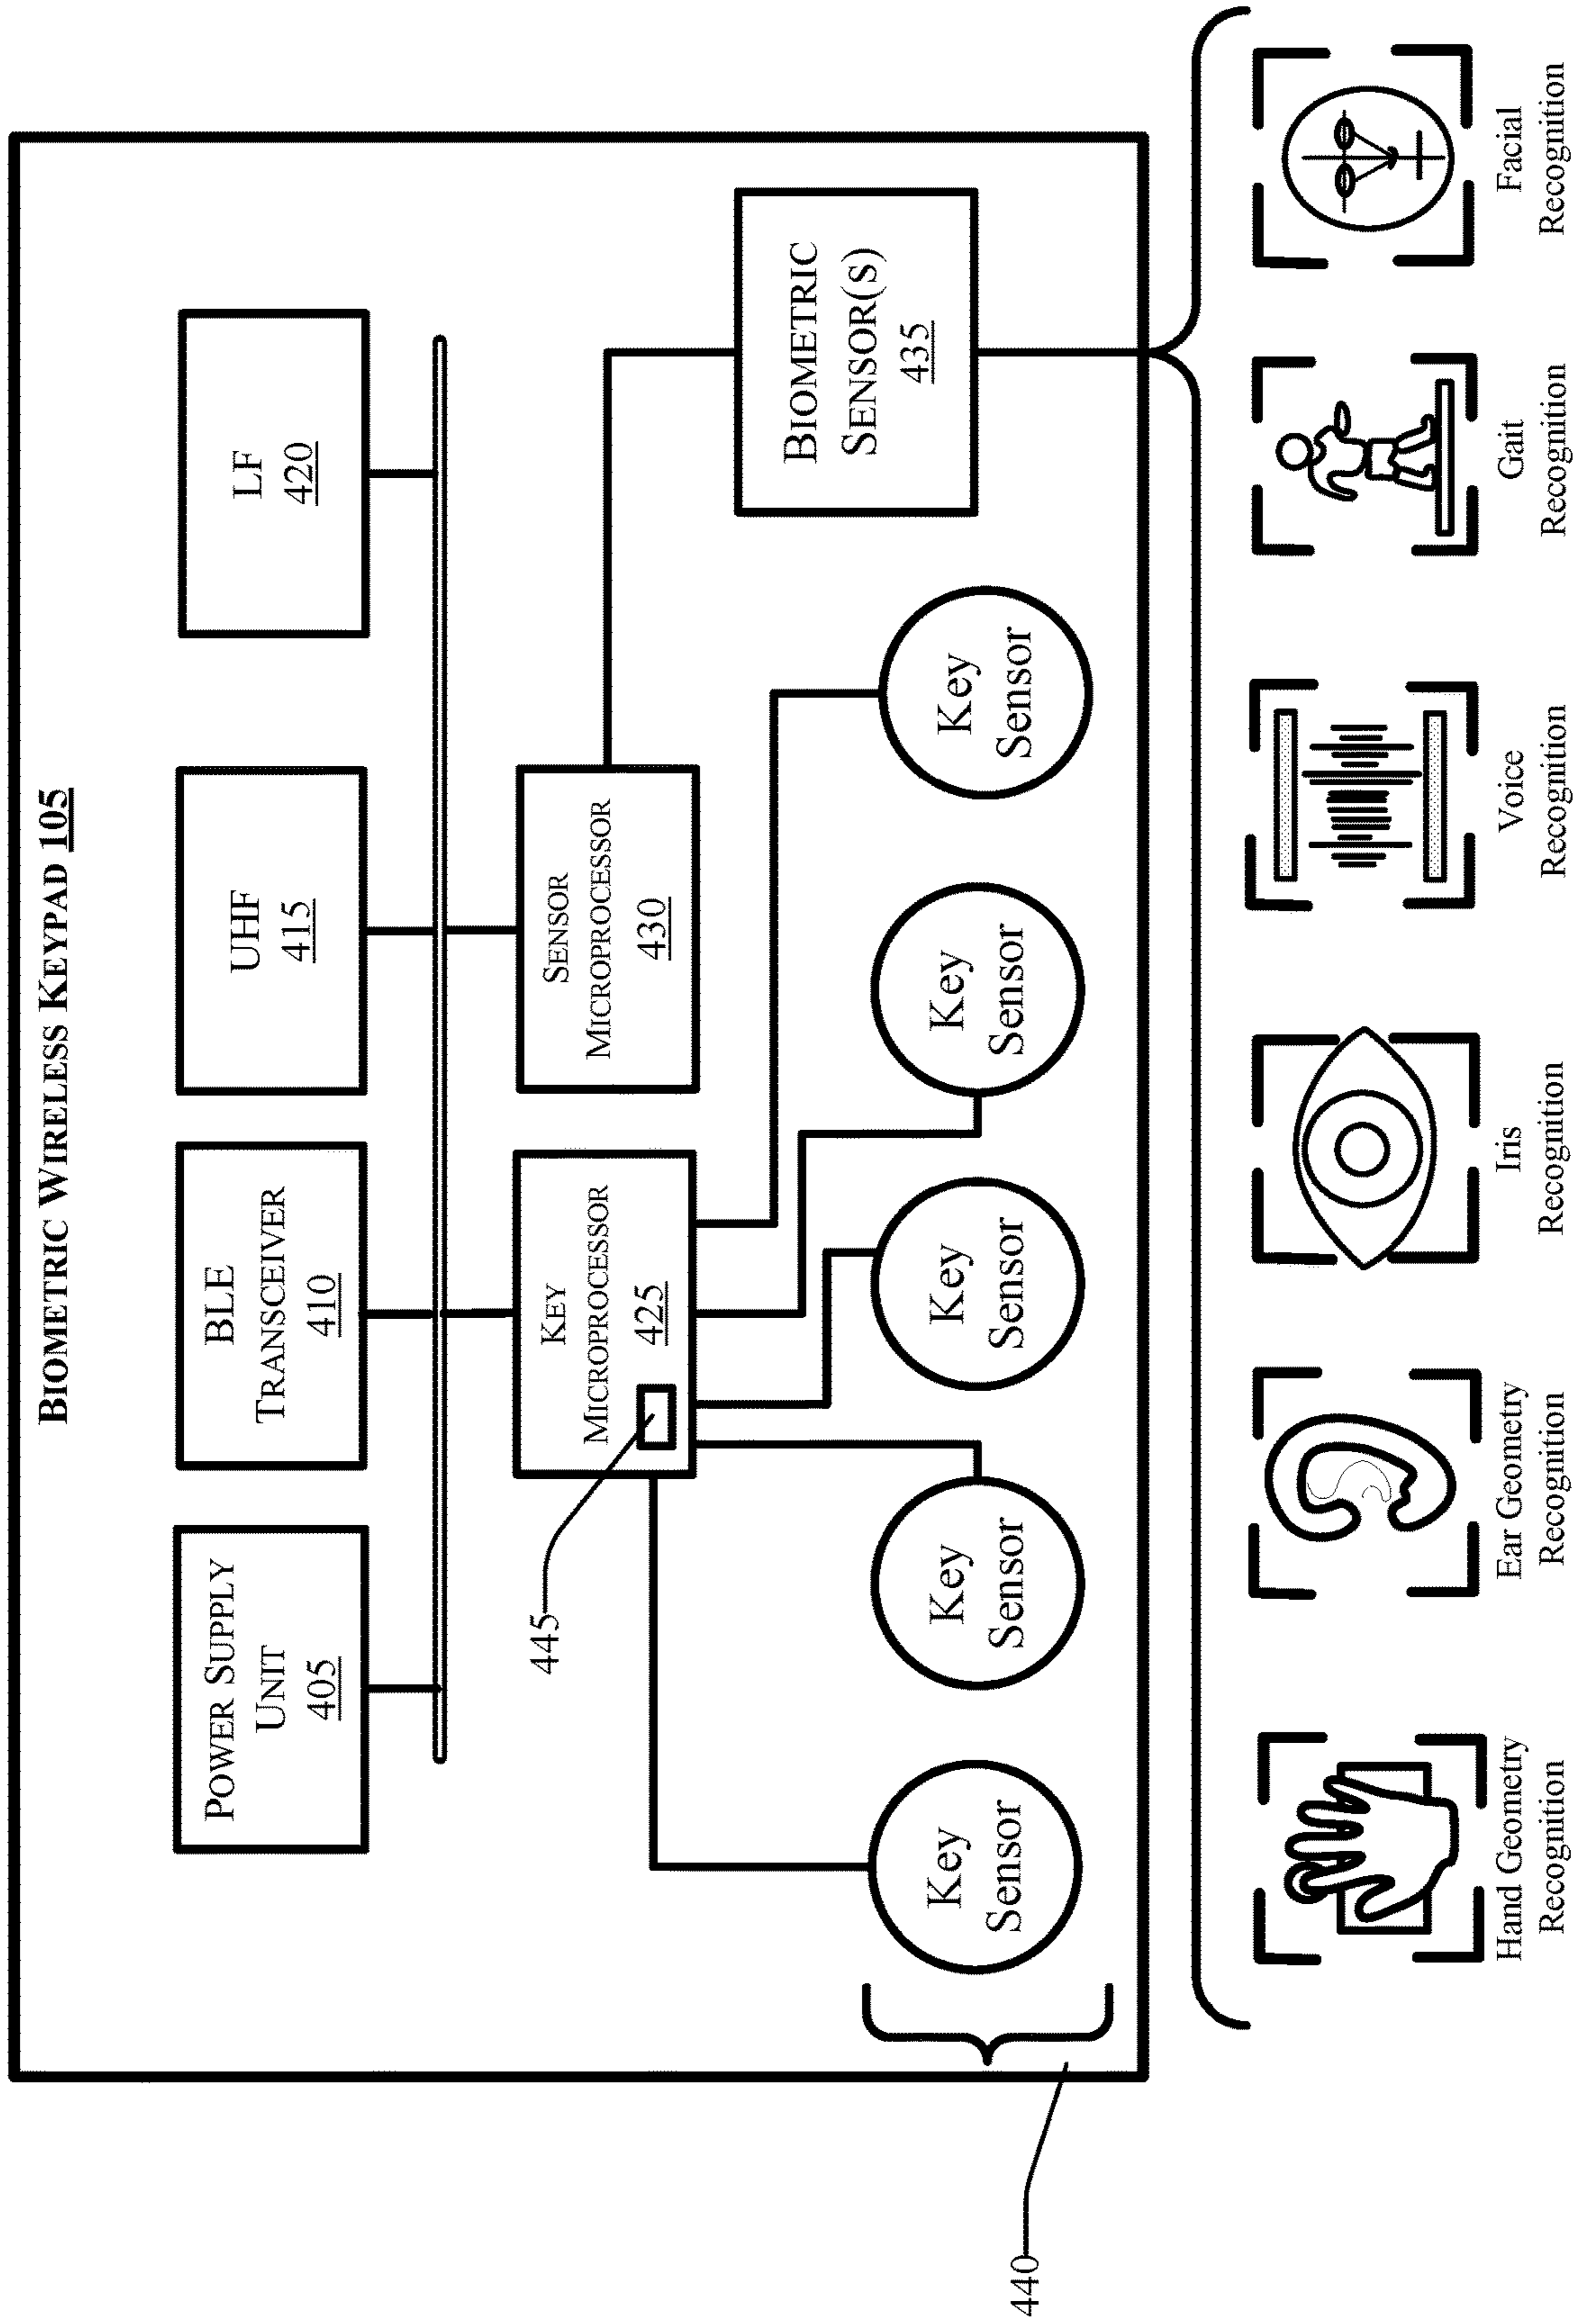 BIOMETRIC WIRELESS KEYPAD 105
POWER SUPPLY
UNIT
405
BLE
TRANSCEIVER
410
UHF
415
LF
420
445
KEY
MICROPROCESSOR
425
SENSOR
MICROPROCESSOR
430
BIOMETRIC
SENSOR(S)
435
Key
Sensor
Key
Sensor
Key
Sensor
Key
Sensor
Key
Sensor
440
Hand Geometry
Recognition
Ear Geometry
Recognition
Iris
Recognition
Voice
Recognition
Gait
Recognition
Facial
Recognition